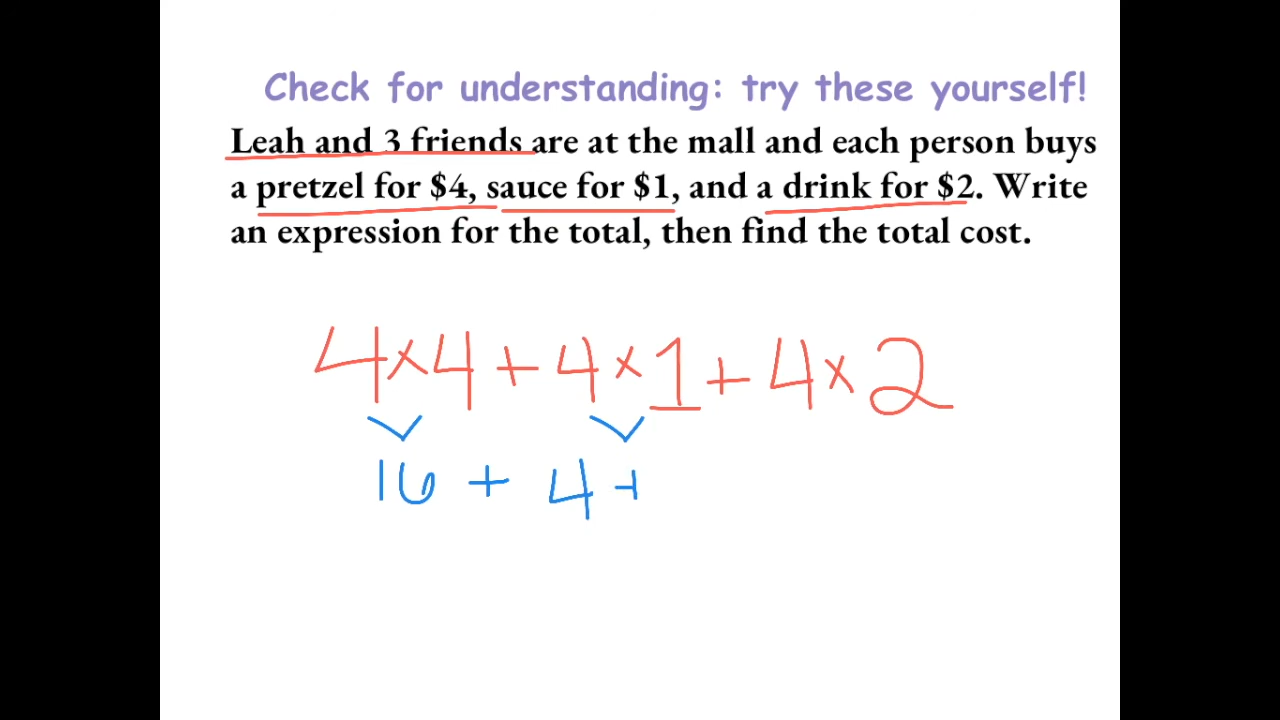 Check for understanding: try these yourself!
Leah and 3 friends are at the mall and each person buys
a pretzel for $4, sauce for $1, and a drink for $2. Write
an expression for the total, then find the total cost.
4×4+4×1+4×2
16 + 4 +